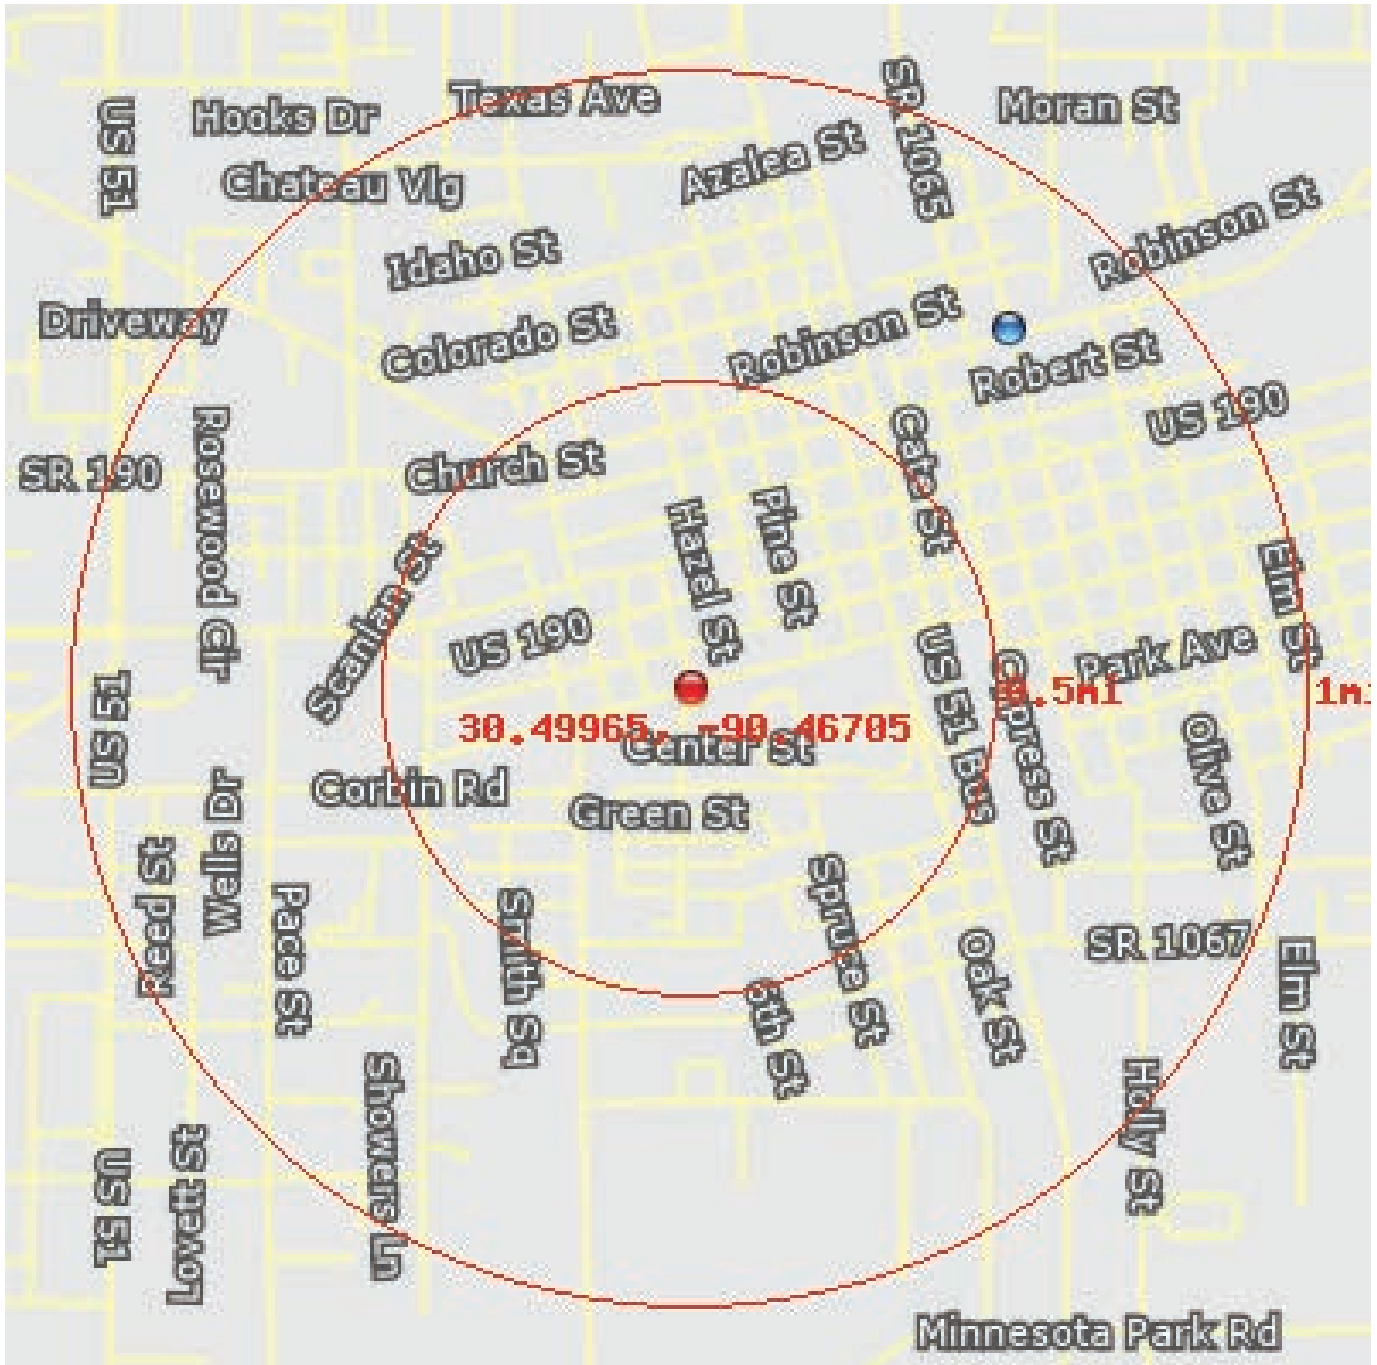 Texas Ave
SR 1065
Moran St
US 51
Hooks Dr
Azalea St
Chateau Vlg
Robinson St
Idaho St
Driveway
Colorado St
Robinson St
Robert St
US 190
Rosewood Cir
SR 190
Church St
Cate St
Hazel St
Pine St
Scanlan St
Elm St
US 190
US 51 Bus
Park Ave
Cypress St
0.5mi
1mi
US 51
30.49965, -90.46705
Center St
Olive St
Corbin Rd
Green St
Wells Dr
Reed St
Pace St
Smith Sq
Spruce St
Oak St
SR 1067
Elm St
6th St
Showers Ln
Holly St
US 51
Lovett St
Minnesota Park Rd